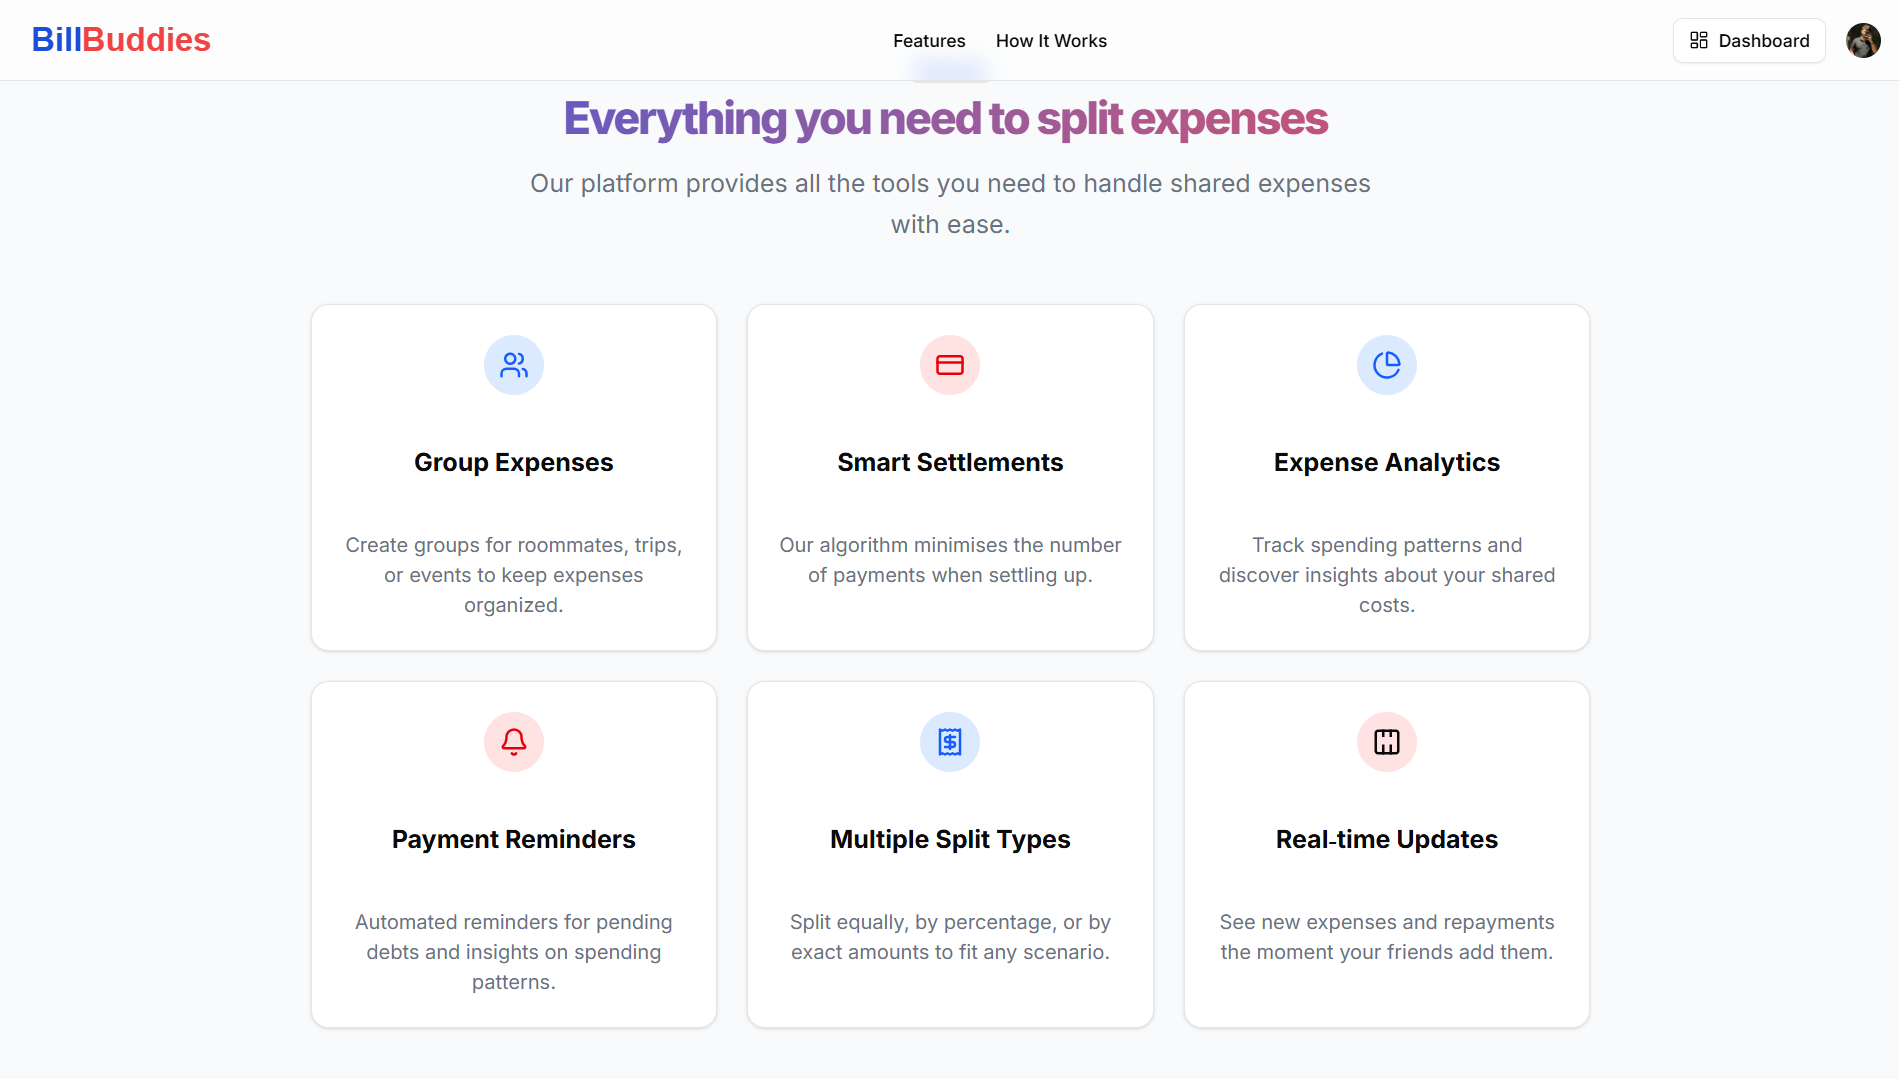 BillBuddies
Features
How It Works
Dashboard
Everything you need to split expenses
Our platform provides all the tools you need to handle shared expenses
with ease.
Group Expenses
Create groups for roommates, trips,
or events to keep expenses
organized.
Smart Settlements
Our algorithm minimises the number
of payments when settling up.
Expense Analytics
Track spending patterns and
discover insights about your shared
costs.
Payment Reminders
Automated reminders for pending
debts and insights on spending
patterns.
Multiple Split Types
Split equally, by percentage, or by
exact amounts to fit any scenario.
Real-time Updates
See new expenses and repayments
the moment your friends add them.